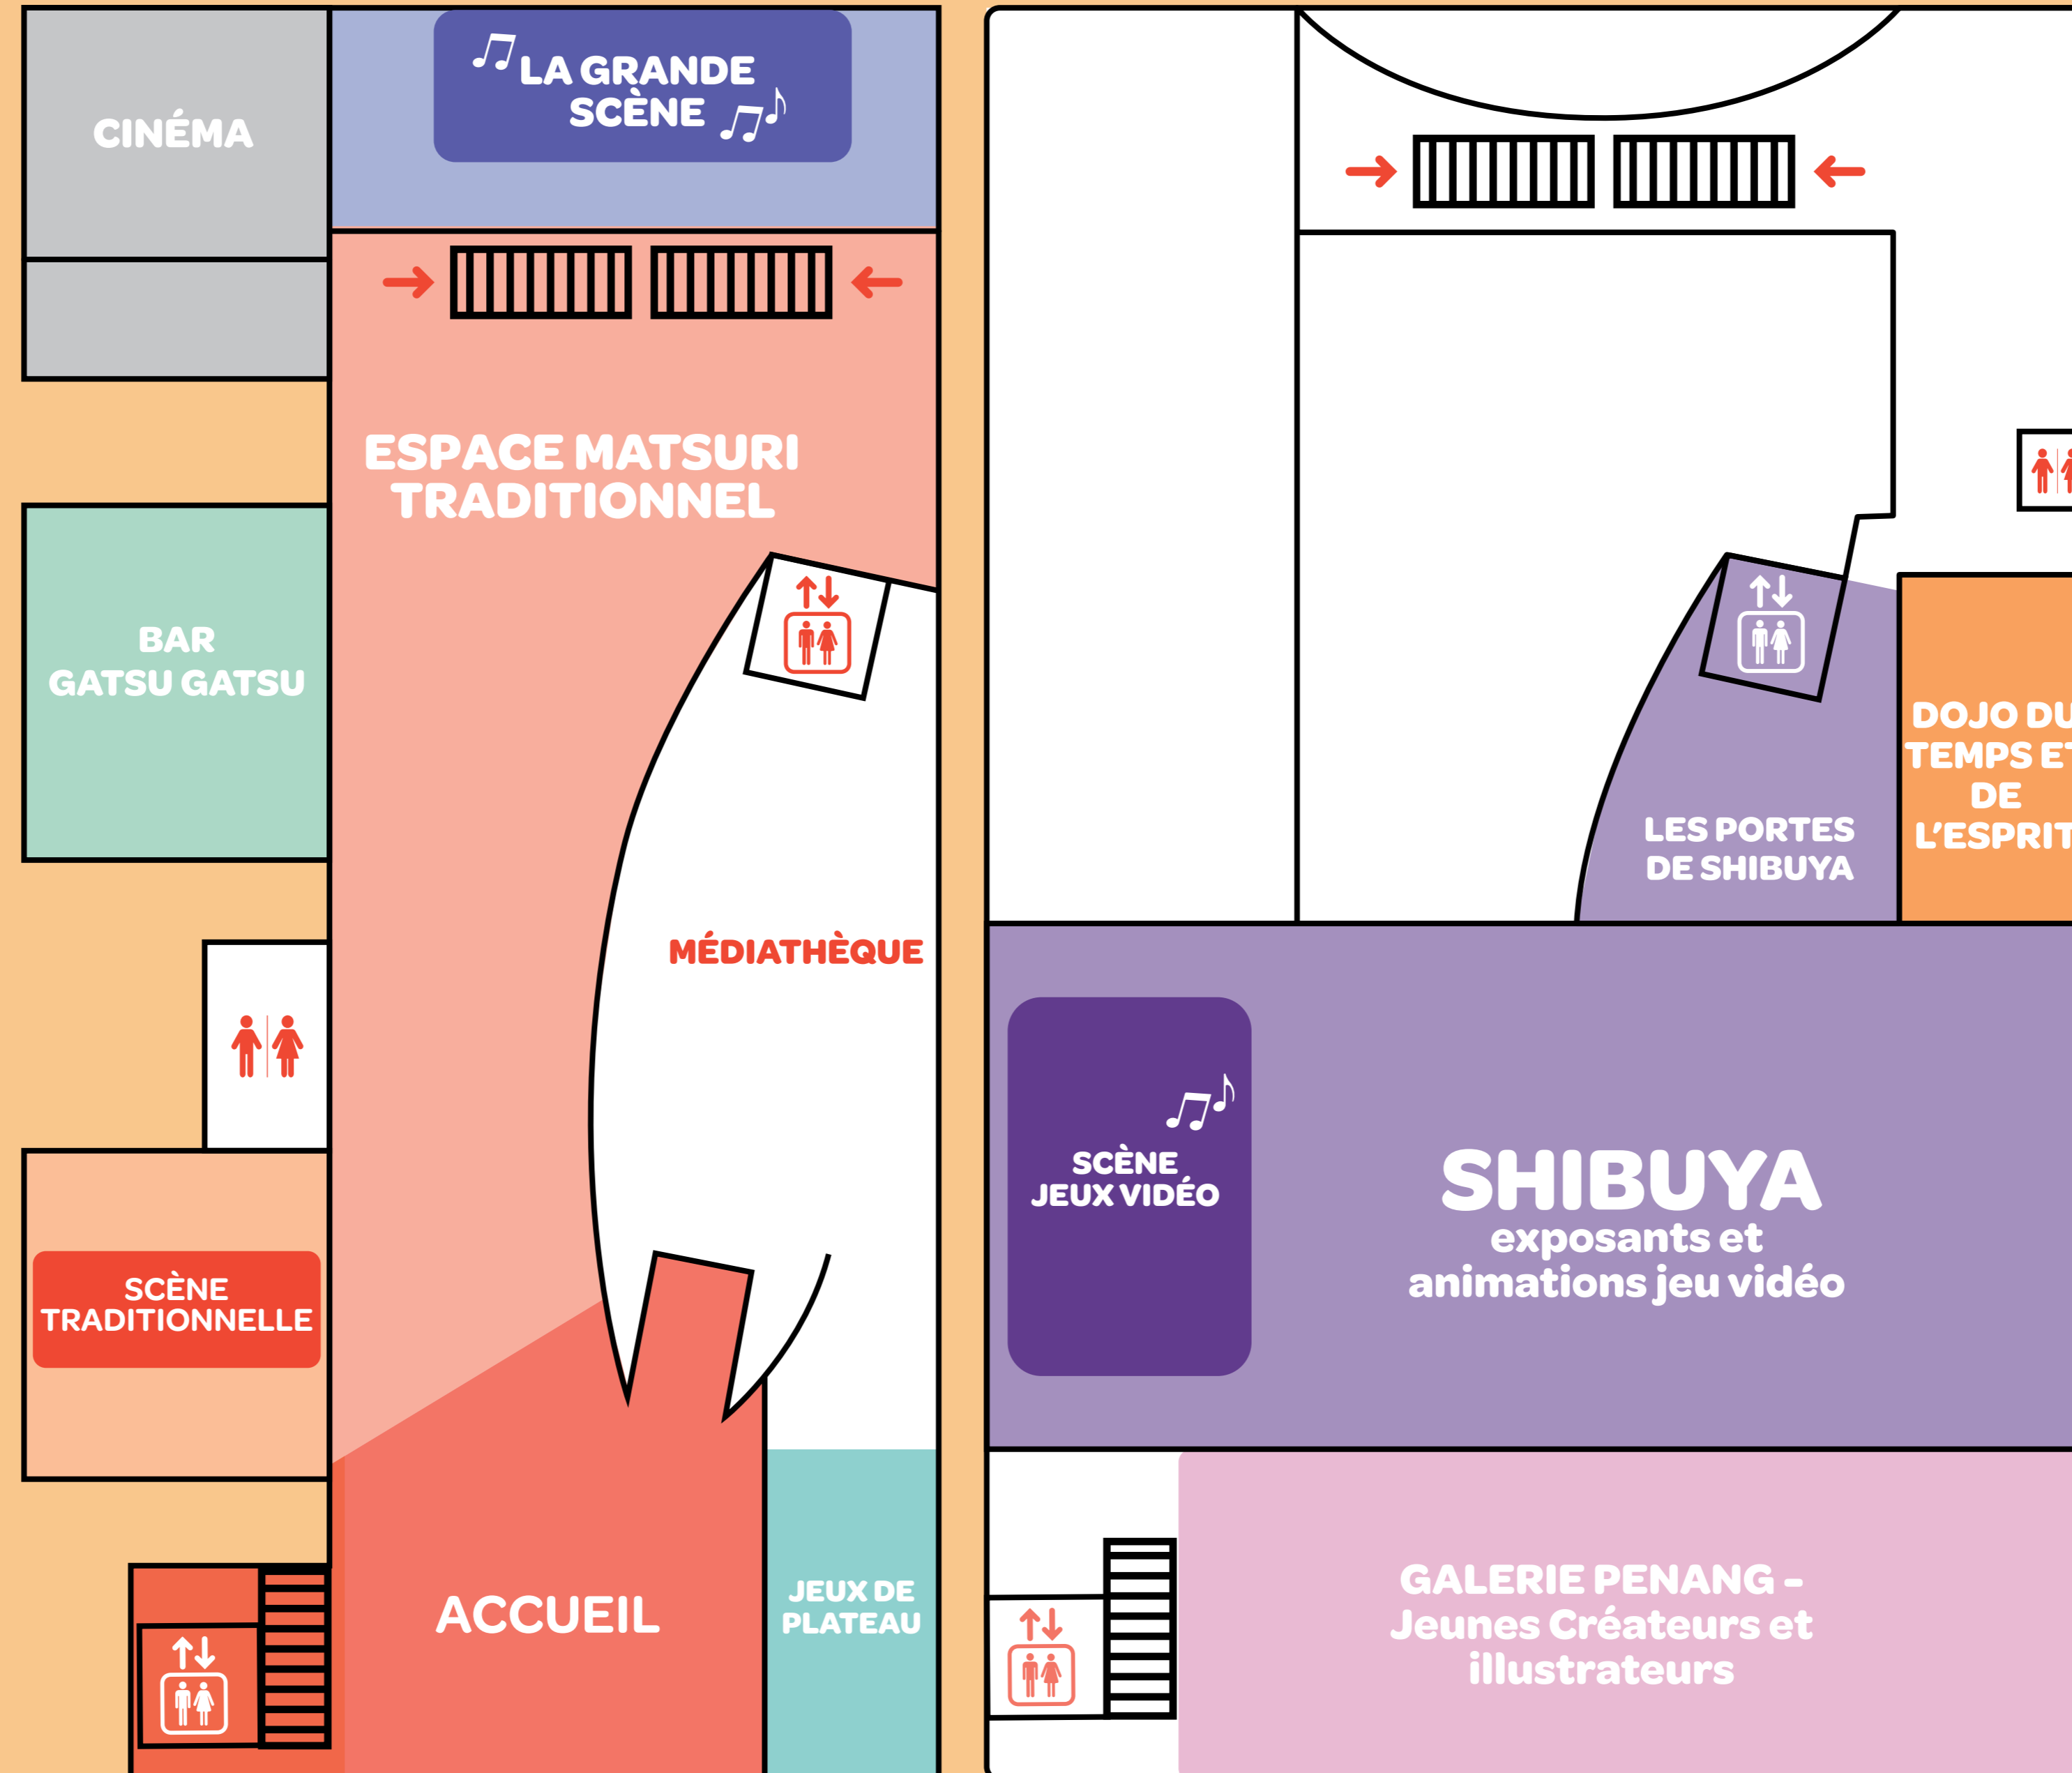 CINÉMA
LA GRANDE
SCÈNE
ESPACE MATSURI
TRADITIONNEL
BAR
GATSU GATSU
MÉDIATHÈQUE
SCÈNE
TRADITIONNELLE
ACCUEIL
JEUX DE
PLATEAU
DOJO DU
TEMPS ET
DE
L'ESPRIT
LES PORTES
DE SHIBUYA
SCÈNE
JEUX VIDÉO
SHIBUYA
exposants et
animations jeu vidéo
GALERIE PENANG -
Jeunes Créateurs et
illustrateurs